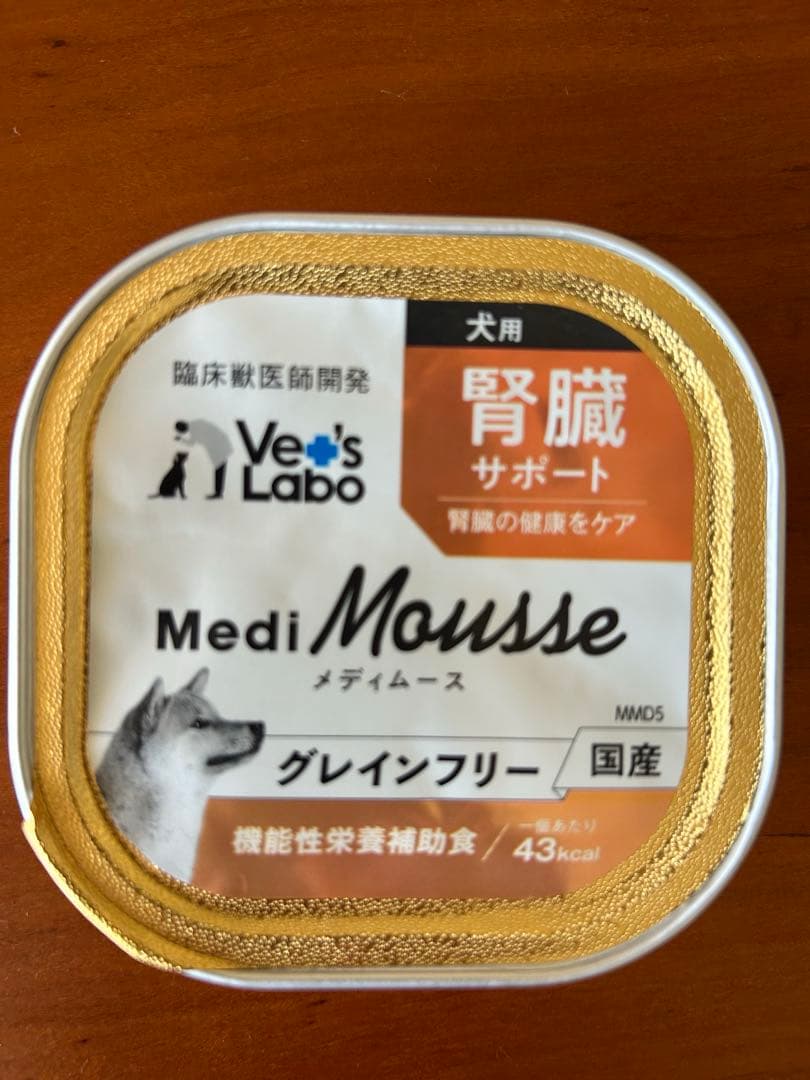 犬用
臨床獣医師開発
腎臓
サポート
腎臓の健康をケア
Vet's
Labo
Medi Mousse
メディムース
MMD5
グレインフリー
国産
機能性栄養補助食
一個あたり
43kcal